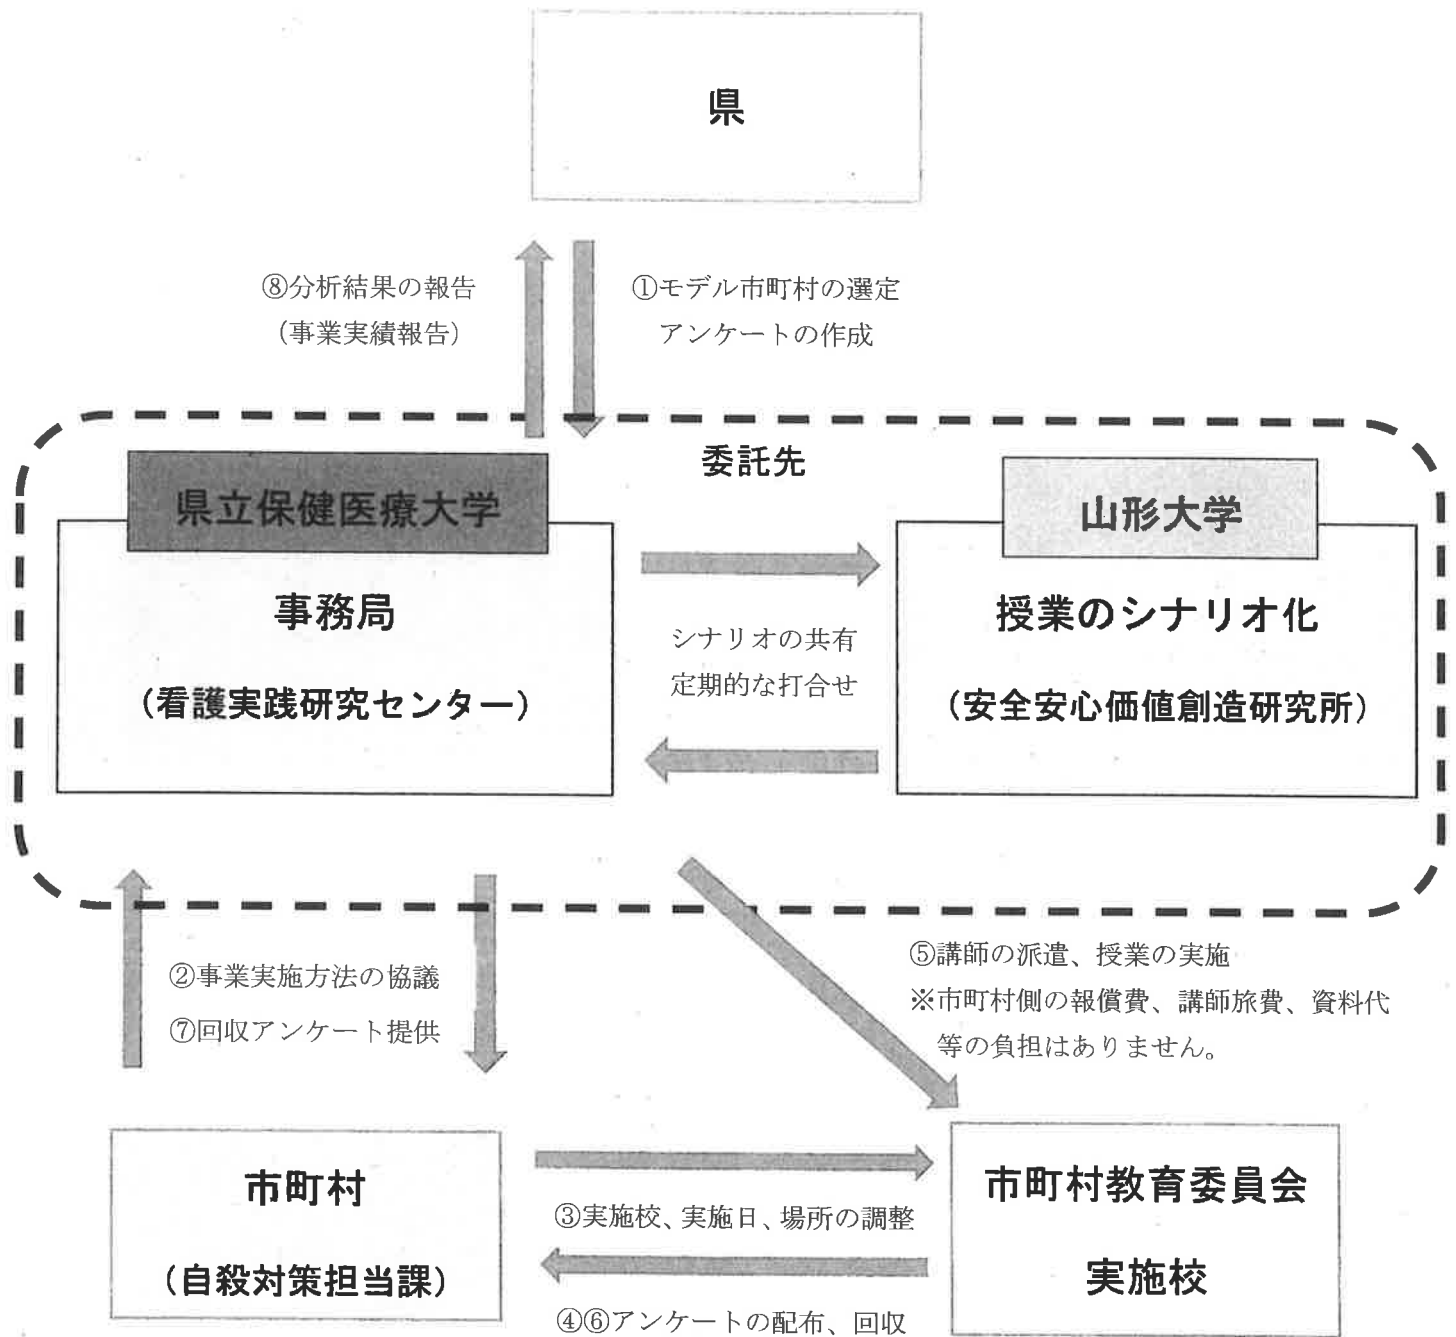 県
⑧分析結果の報告
（事業実績報告）
①モデル市町村の選定
アンケートの作成
委託先
県立保健医療大学
事務局
（看護実践研究センター）
シナリオの共有
定期的な打合せ
山形大学
授業のシナリオ化
（安全安心価値創造研究所）
②事業実施方法の協議
⑦回収アンケート提供
⑤講師の派遣、授業の実施
※市町村側の報償費、講師旅費、資料代
等の負担はありません。
市町村
（自殺対策担当課）
③実施校、実施日、場所の調整
④⑥アンケートの配布、回収
市町村教育委員会
実施校